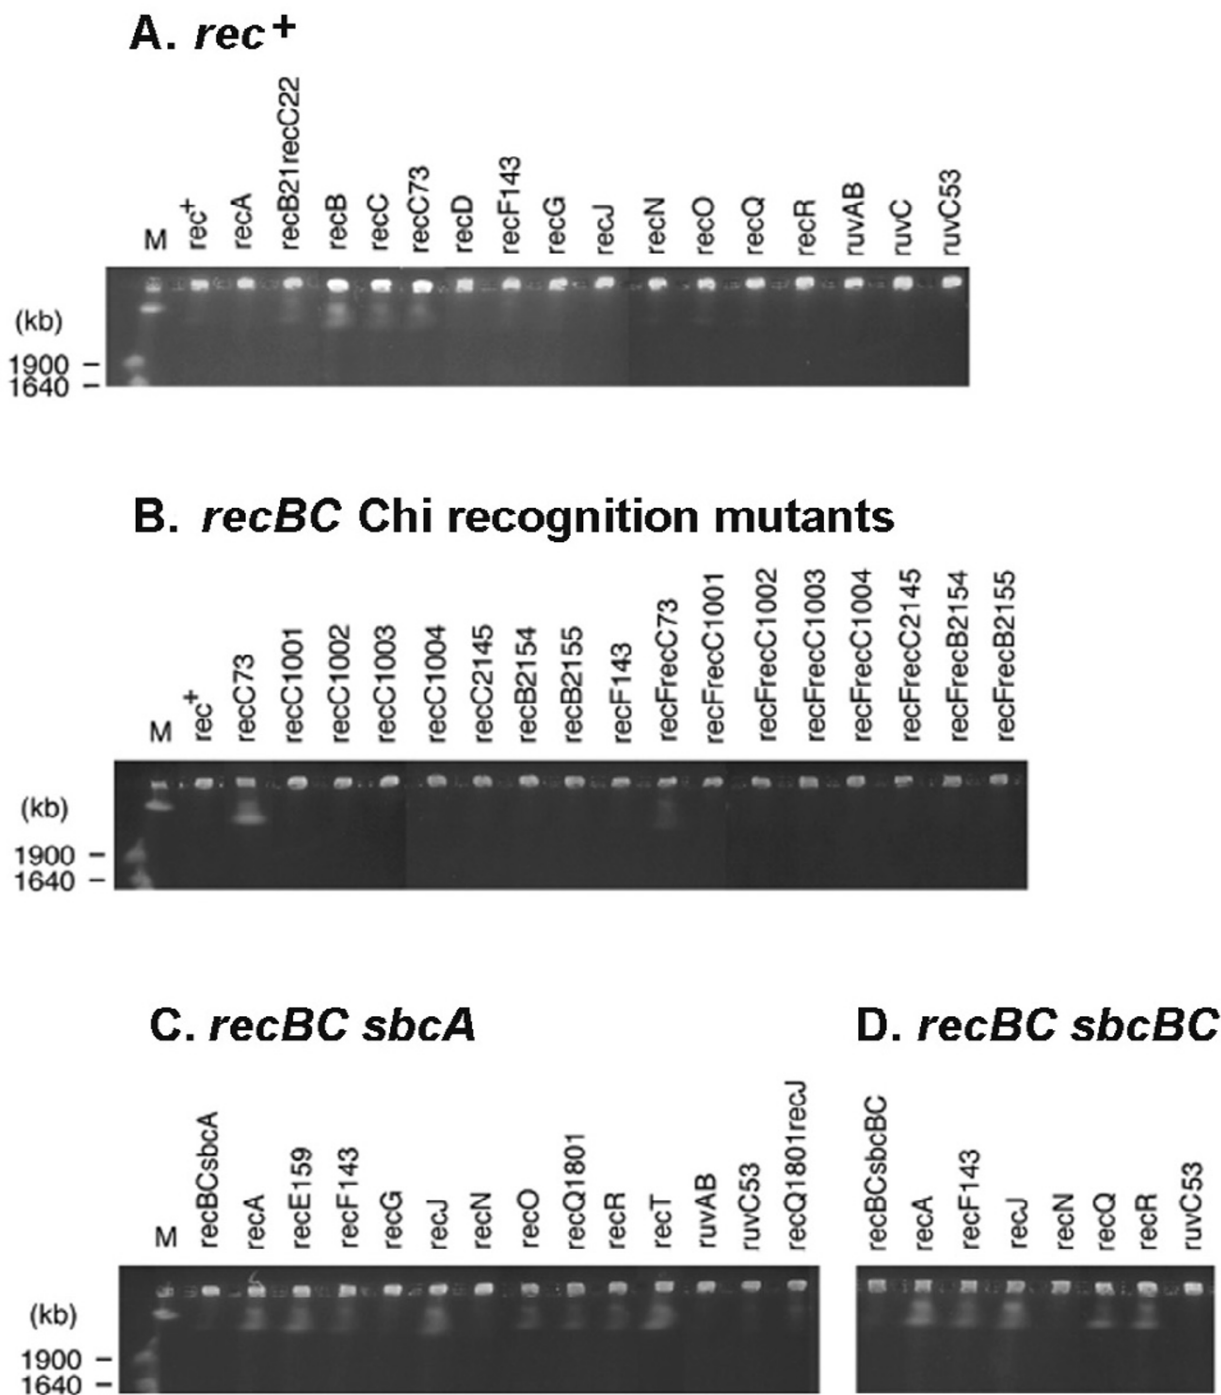 A. rec+
M rec+ recA recB21recC22 recB recC recC73 recD recF143 recG recJ recN recO recQ recR ruvAB ruvC ruvC53
(kb)
1900
1640
B. recBC Chi recognition mutants
M rec+ recC73 recC1001 recC1002 recC1003 recC1004 recC2145 recB2154 recB2155 recF143 recFrecC73 recFrecC1001 recFrecC1002 recFrecC1003 recFrecC1004 recFrecC2145 recFrecB2154 recFrecB2155
(kb)
1900
1640
C. recBC sbcA
M recBCsbcA recA recE159 recF143 recG recJ recN recO recQ1801 recR recT ruvAB ruvC53 recQ1801recJ
(kb)
1900
1640
D. recBC sbcBC
recBCsbcBC recA recF143 recJ recN recQ recR ruvC53